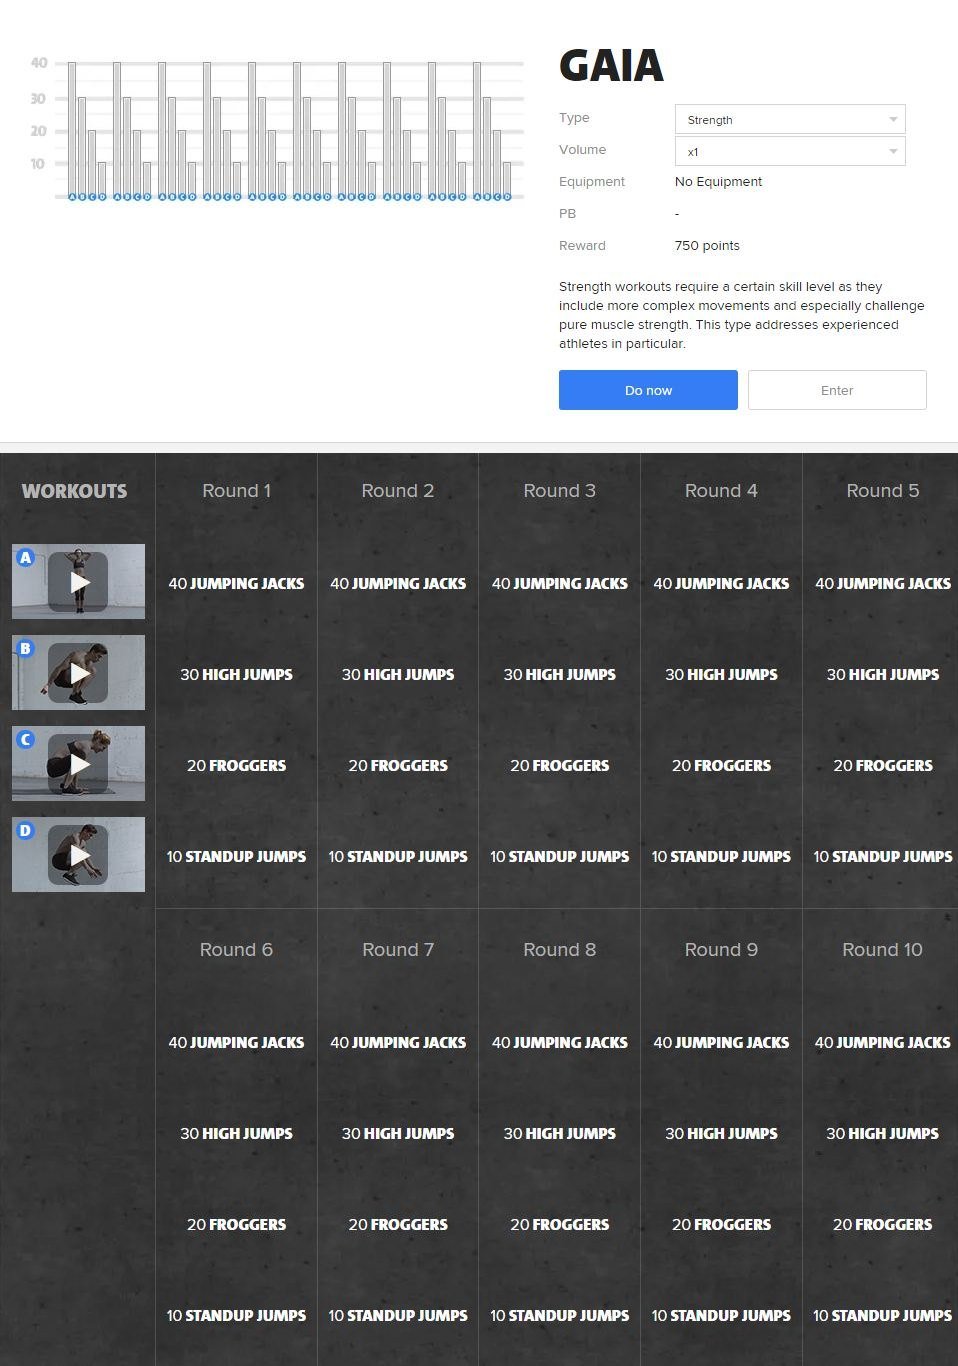 GAIA
40
30
20
10
A B C D A B C D A B C D A B C D A B C D A B C D A B C D A B C D A B C D A B C D
Type Strength
Volume x1
Equipment No Equipment
PB -
Reward 750 points
Strength workouts require a certain skill level as they
include more complex movements and especially challenge
pure muscle strength. This type addresses experienced
athletes in particular.
Do now Enter
WORKOUTS Round 1 Round 2 Round 3 Round 4 Round 5
A 40 JUMPING JACKS 40 JUMPING JACKS 40 JUMPING JACKS 40 JUMPING JACKS 40 JUMPING JACKS
B 30 HIGH JUMPS 30 HIGH JUMPS 30 HIGH JUMPS 30 HIGH JUMPS 30 HIGH JUMPS
C 20 FROGGERS 20 FROGGERS 20 FROGGERS 20 FROGGERS 20 FROGGERS
D 10 STANDUP JUMPS 10 STANDUP JUMPS 10 STANDUP JUMPS 10 STANDUP JUMPS 10 STANDUP JUMPS
Round 6 Round 7 Round 8 Round 9 Round 10
40 JUMPING JACKS 40 JUMPING JACKS 40 JUMPING JACKS 40 JUMPING JACKS 40 JUMPING JACKS
30 HIGH JUMPS 30 HIGH JUMPS 30 HIGH JUMPS 30 HIGH JUMPS 30 HIGH JUMPS
20 FROGGERS 20 FROGGERS 20 FROGGERS 20 FROGGERS 20 FROGGERS
10 STANDUP JUMPS 10 STANDUP JUMPS 10 STANDUP JUMPS 10 STANDUP JUMPS 10 STANDUP JUMPS